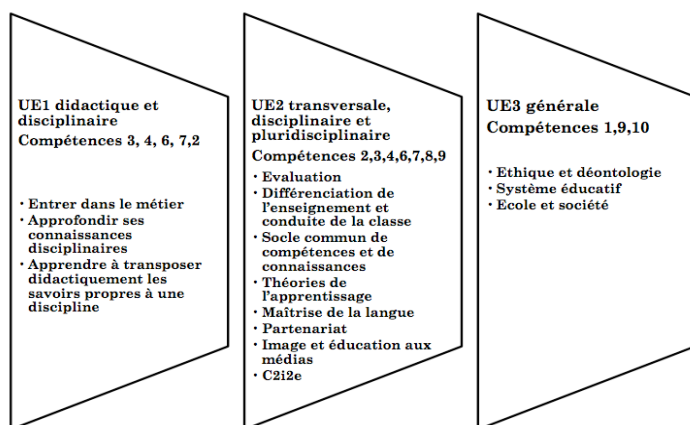 UE1 didactique et
disciplinaire
Compétences 3, 4, 6, 7,2
· Entrer dans le métier
· Approfondir ses
connaissances
disciplinaires
· Apprendre à transposer
didactiquement les
savoirs propres à une
discipline
UE2 transversale,
disciplinaire et
pluridisciplinaire
Compétences 2,3,4,6,7,8,9
· Evaluation
· Différenciation de
l'enseignement et
conduite de la classe
· Socle commun de
compétences et de
connaissances
· Théories de
l'apprentissage
· Maîtrise de la langue
· Partenariat
· Image et éducation aux
médias
· C2i2e
UE3 générale
Compétences 1,9,10
· Ethique et déontologie
· Système éducatif
· Ecole et société